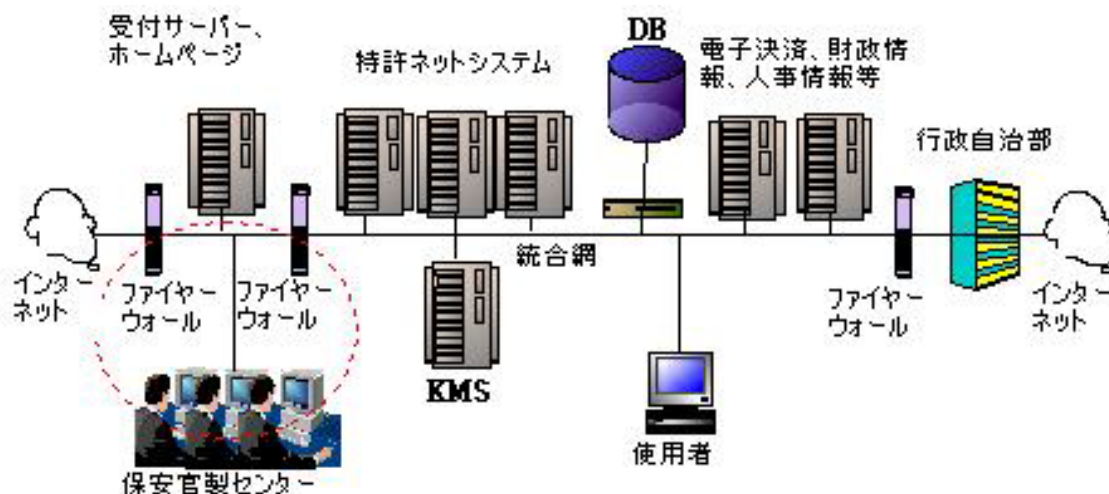 受付サーバー、
ホームページ
特許ネットシステム
DB
電子決済、財政情
報、人事情報等
行政自治部
インター
ネット
ファイヤー
ウォール
ファイヤー
ウォール
統合網
KMS
使用者
ファイヤー
ウォール
インター
ネット
保安官製センター